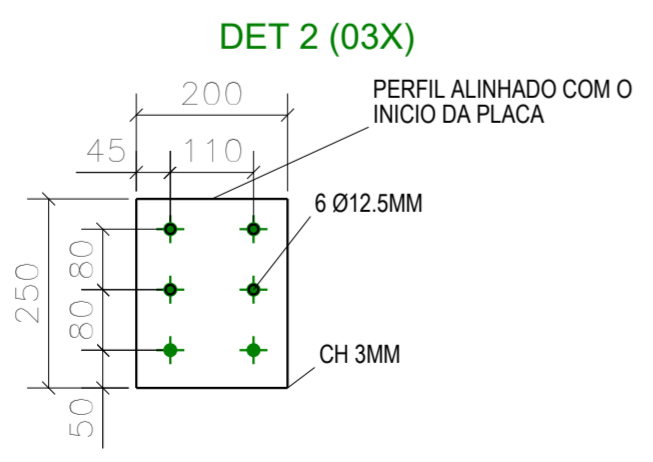 DET 2 (03X)
PERFIL ALINHADO COM O
INICIO DA PLACA
200
45
110
6 Ø12.5MM
80
250
80
CH 3MM
50